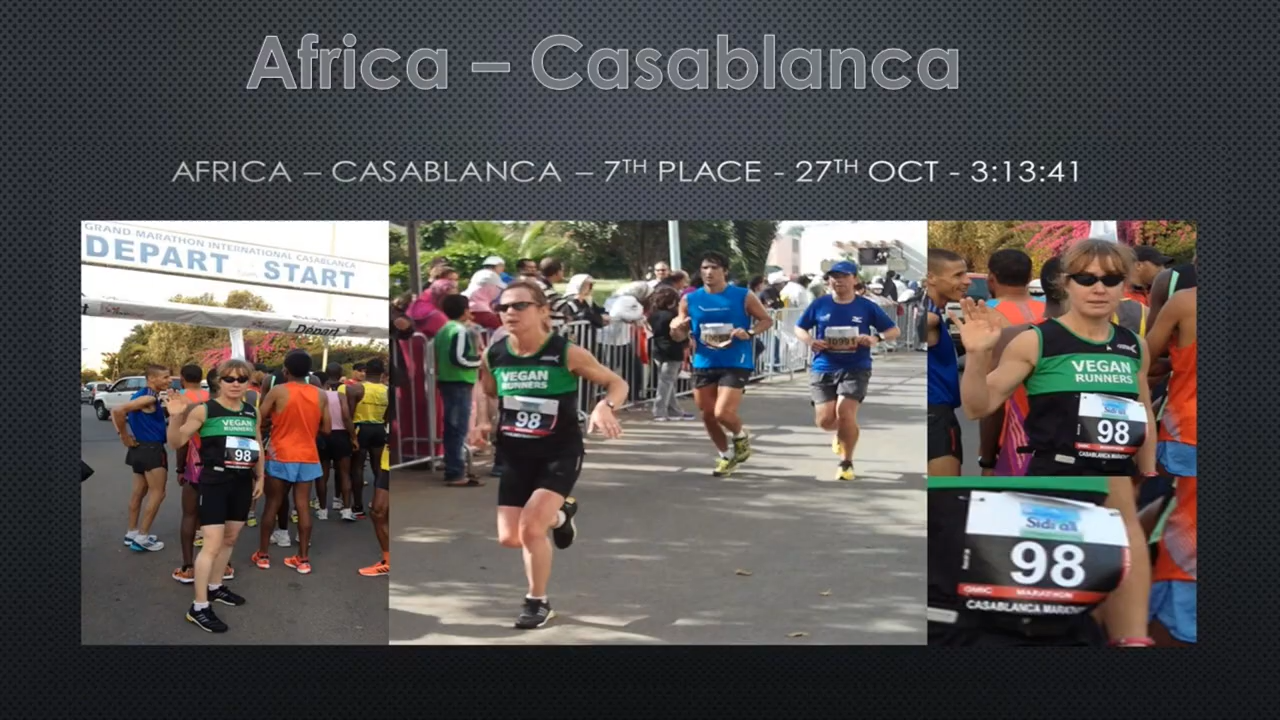 Africa – Casablanca
AFRICA – CASABLANCA – 7TH PLACE - 27TH OCT - 3:13:41
GRAND MARATHON INTERNATIONAL CASABLANCA
DEPART START
Départ
VEGAN
RUNNERS
98
VEGAN
RUNNERS
98
VEGAN
RUNNERS
98
CASABLANCA
Sidi ali
98
MARATHON
CASABLANCA